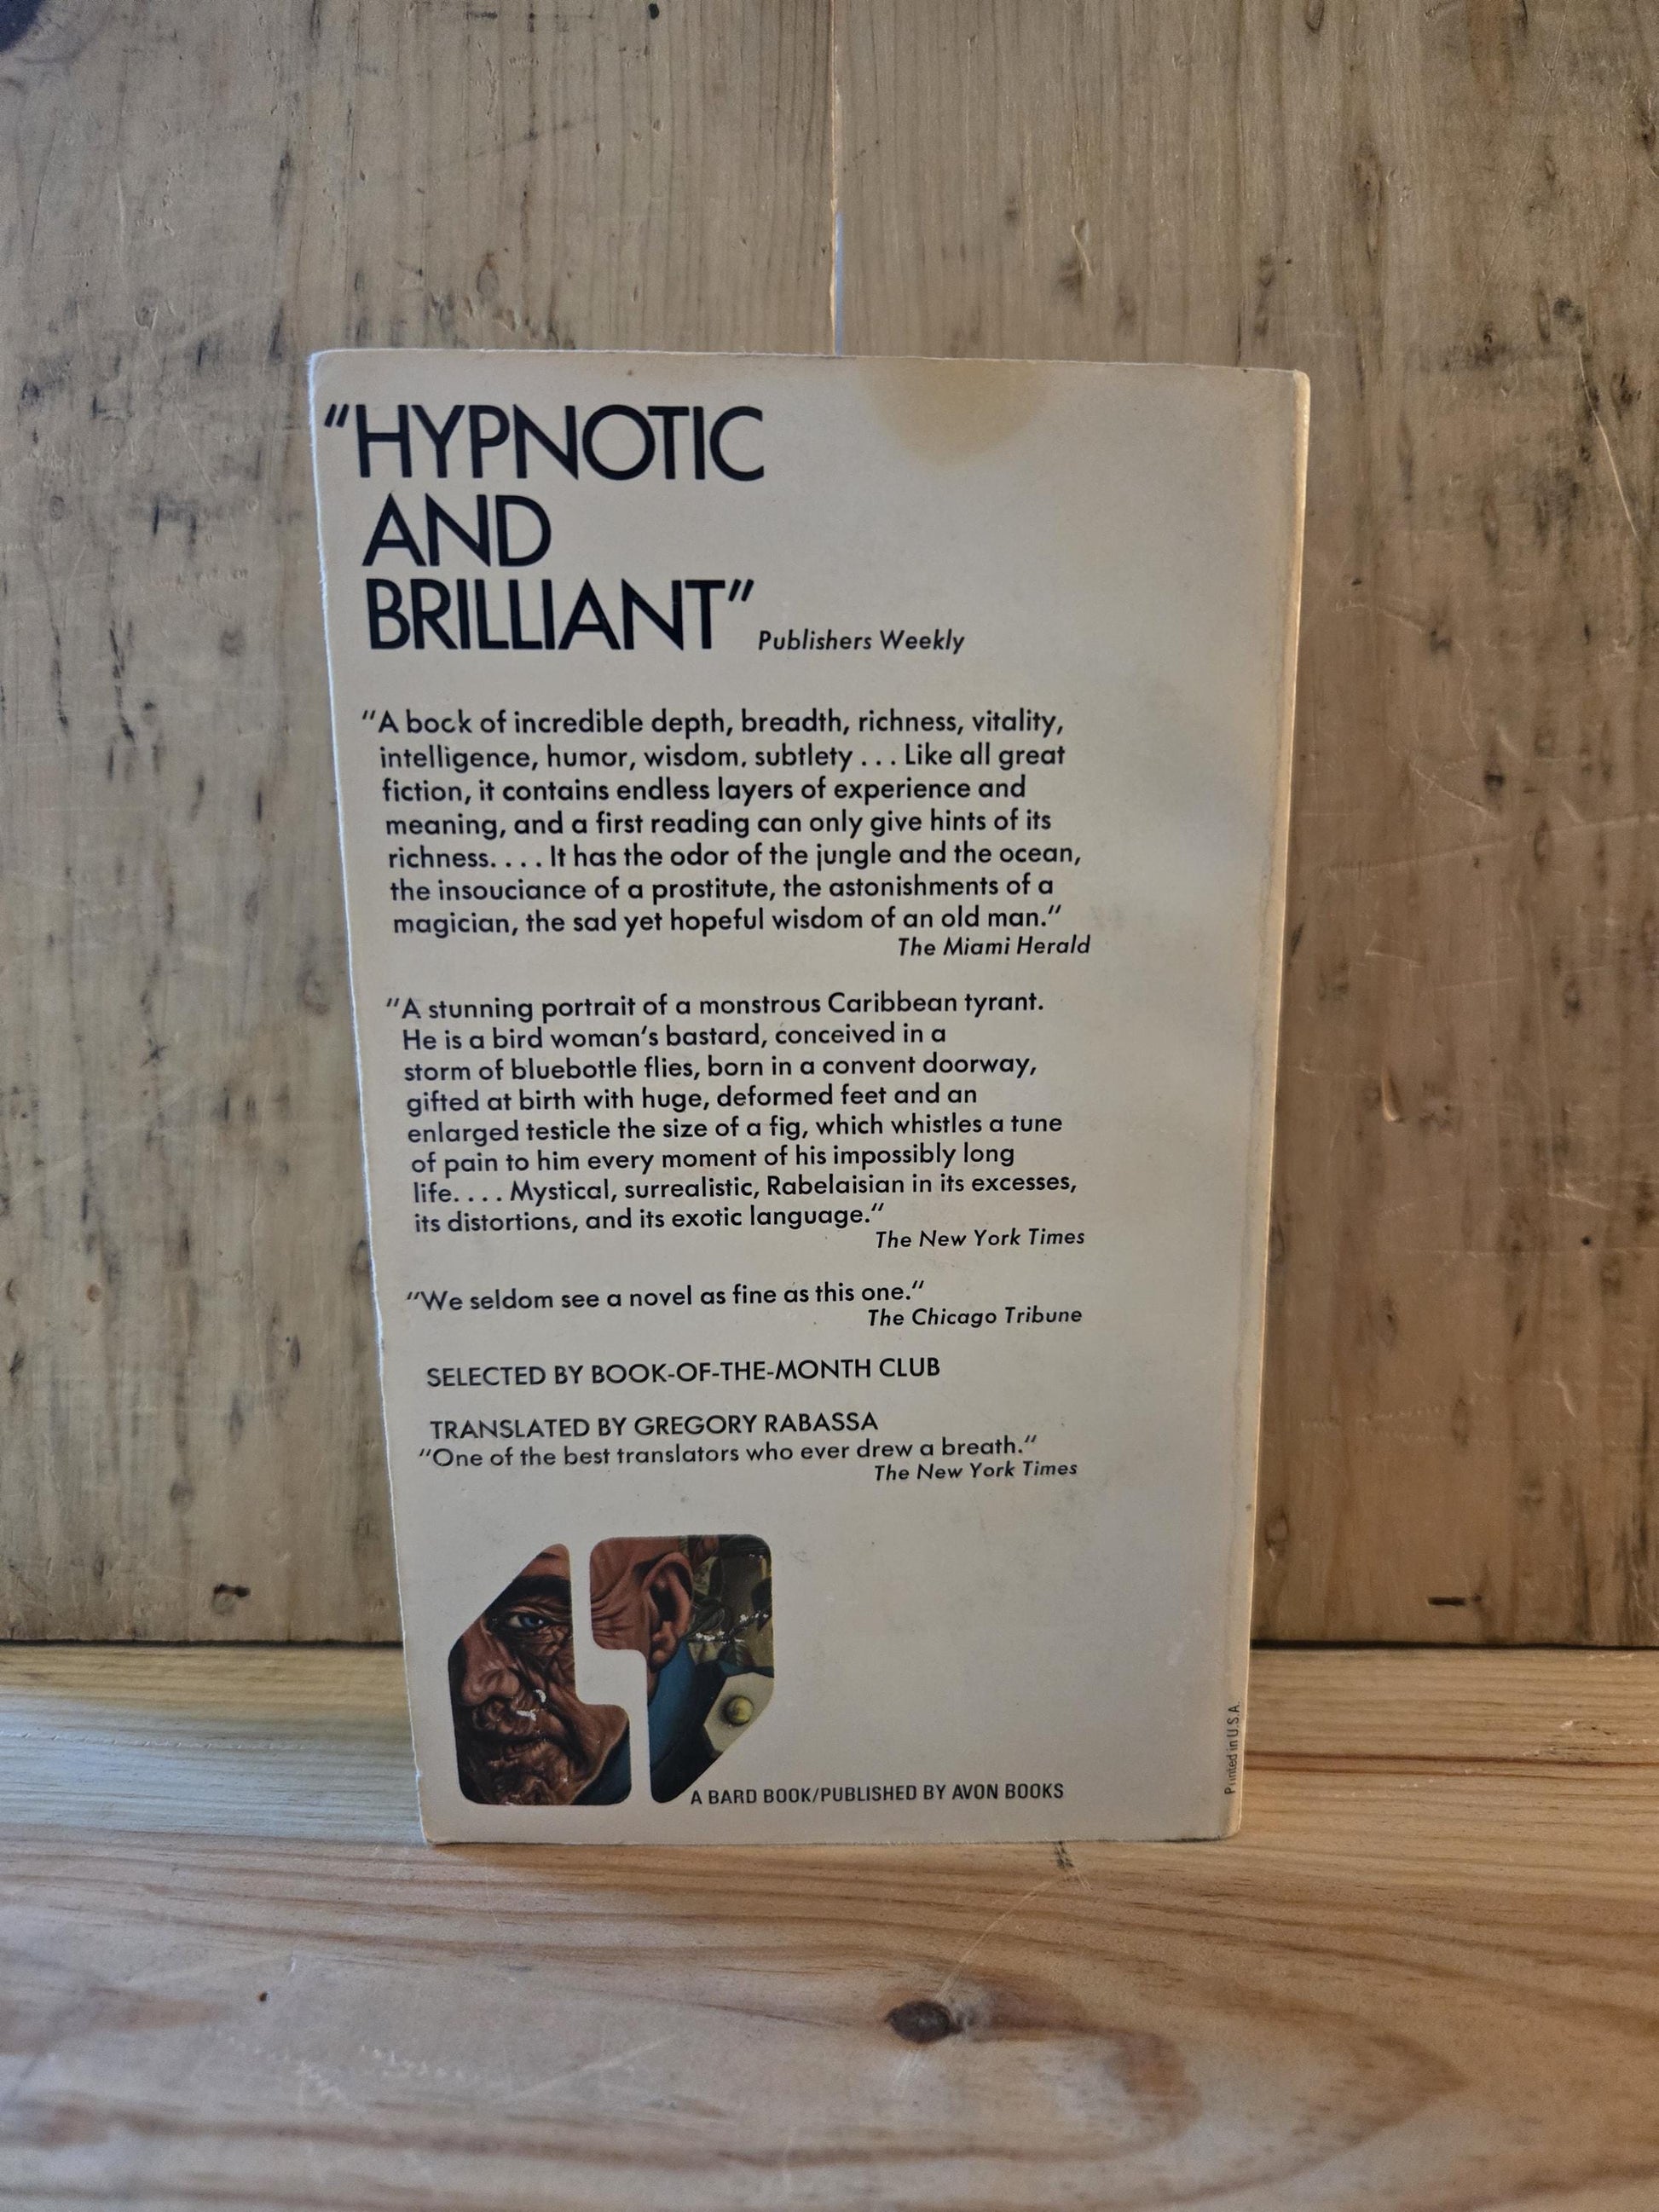 “HYPNOTIC
AND
BRILLIANT” Publishers Weekly
“A bock of incredible depth, breadth, richness, vitality,
intelligence, humor, wisdom, subtlety . . . Like all great
fiction, it contains endless layers of experience and
meaning, and a first reading can only give hints of its
richness. . . . It has the odor of the jungle and the ocean,
the insouciance of a prostitute, the astonishments of a
magician, the sad yet hopeful wisdom of an old man.”
The Miami Herald
“A stunning portrait of a monstrous Caribbean tyrant.
He is a bird woman’s bastard, conceived in a
storm of bluebottle flies, born in a convent doorway,
gifted at birth with huge, deformed feet and an
enlarged testicle the size of a fig, which whistles a tune
of pain to him every moment of his impossibly long
life. . . . Mystical, surrealistic, Rabelaisian in its excesses,
its distortions, and its exotic language.”
The New York Times
“We seldom see a novel as fine as this one.”
The Chicago Tribune
SELECTED BY BOOK-OF-THE-MONTH CLUB
TRANSLATED BY GREGORY RABASSA
“One of the best translators who ever drew a breath.”
The New York Times
A BARD BOOK/PUBLISHED BY AVON BOOKS
Printed in U.S.A.